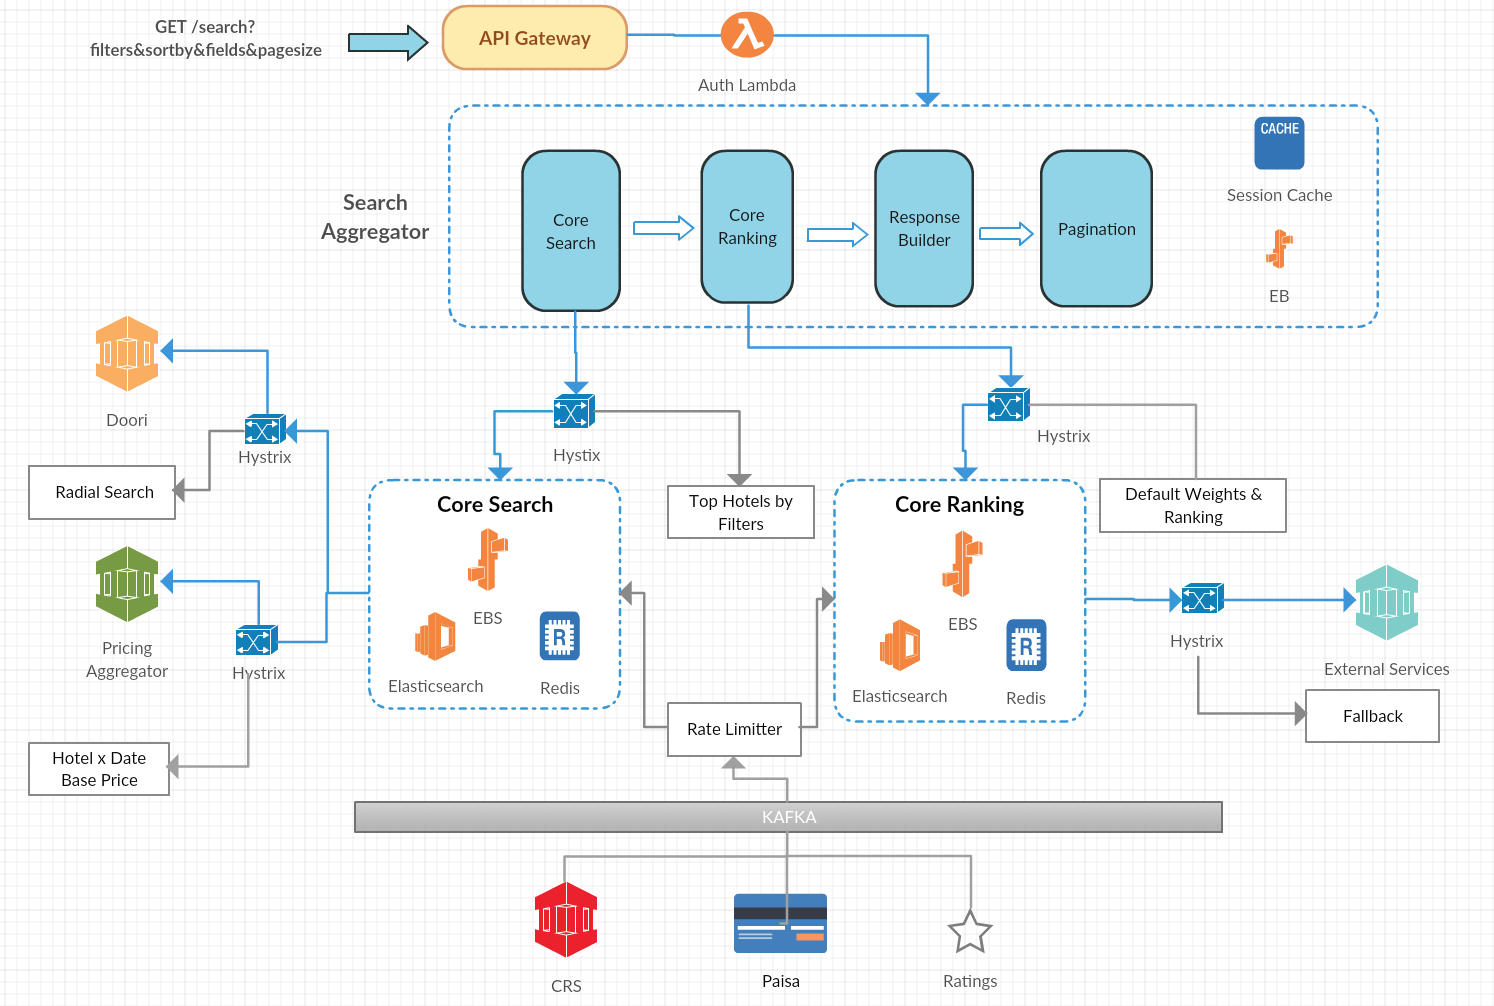 GET /search?
filters&sortby&fields&pagesize
API Gateway
Auth Lambda
Search
Aggregator
Core
Search
Core
Ranking
Response
Builder
Pagination
CACHE
Session Cache
EB
Doori
Hystrix
Radial Search
Hystix
Top Hotels by
Filters
Hystrix
Default Weights &
Ranking
Core Search
EBS
Elasticsearch
R
Redis
Core Ranking
EBS
Elasticsearch
R
Redis
Hystrix
External Services
Fallback
Pricing
Aggregator
Hystrix
Hotel x Date
Base Price
Rate Limitter
KAFKA
CRS
Paisa
Ratings